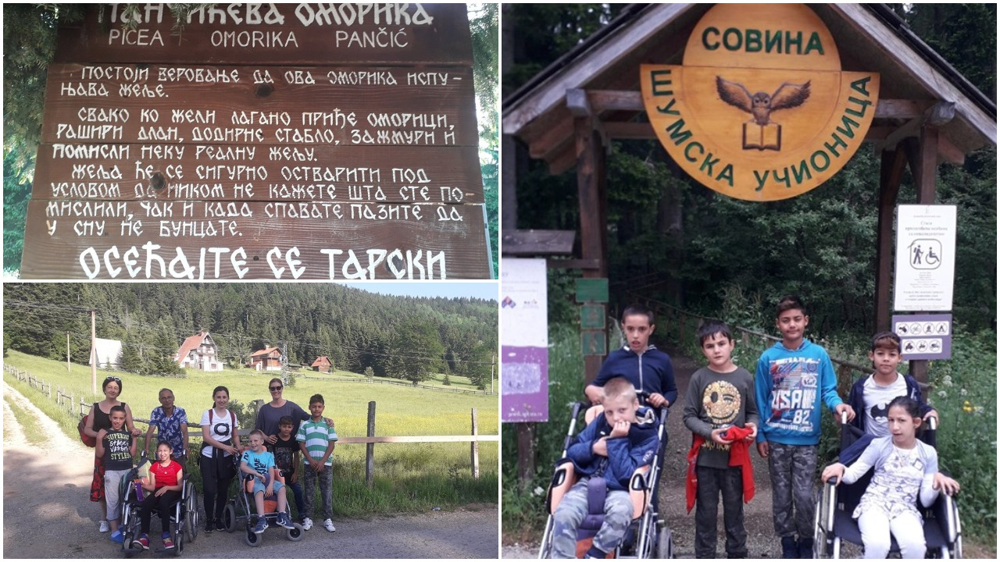 ПАНЧИЋЕВА ОМОРИКА
PICEA OMORIKA PANČIĆ
ПОСТОЈИ ВЕРОВАЊЕ ДА ОВА ОМОРИКА ИСПУ-
ЊАВА ЖЕЉЕ.
СВАКО КО ЖЕЛИ ЛАГАНО ПРИЂЕ ОМОРИЦИ,
РАШИРИ ДЛАН, ДОДИРНЕ СТАБЛО, ЗАЖМУРИ И
ПОМИСЛИ НЕКУ РЕАЛНУ ЖЕЉУ.
ЖЕЉА ЋЕ СЕ СИГУРНО ОСТВАРИТИ ПОД
УСЛОВОМ ДА НИКОМ НЕ КАЖЕТЕ ШТА СТЕ ПО-
МИСЛИЛИ, ЧАК И КАДА СПАВАТЕ ПАЗИТЕ ДА
У СНУ НЕ БУНЦАТЕ.
ОСЕЋАЈТЕ СЕ ТАРСКИ
СОВИНА
ШУМСКА УЧИОНИЦА
USA
82